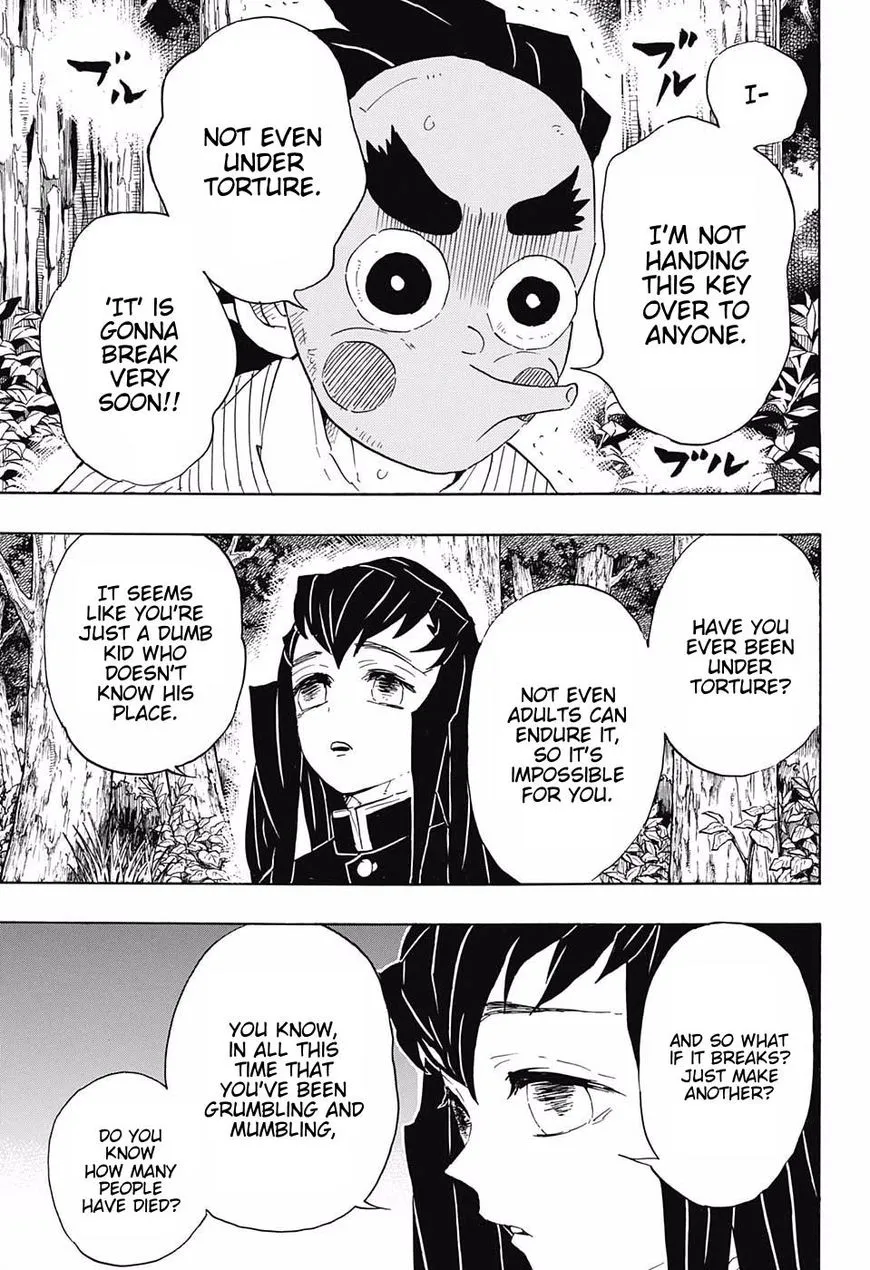 I-
I'M NOT
HANDING
THIS KEY
OVER TO
ANYONE.
NOT EVEN
UNDER
TORTURE.
'IT' IS
GONNA
BREAK
VERY
SOON!!
ブル
ブル
ブル
HAVE YOU
EVER BEEN
UNDER
TORTURE?
NOT EVEN
ADULTS CAN
ENDURE IT,
SO IT'S
IMPOSSIBLE
FOR YOU.
IT SEEMS
LIKE YOU'RE
JUST A DUMB
KID WHO
DOESN'T
KNOW HIS
PLACE.
AND SO WHAT
IF IT BREAKS?
JUST MAKE
ANOTHER?
YOU KNOW,
IN ALL THIS
TIME THAT
YOU'VE BEEN
GRUMBLING AND
MUMBLING,
DO YOU
KNOW
HOW MANY
PEOPLE
HAVE DIED?